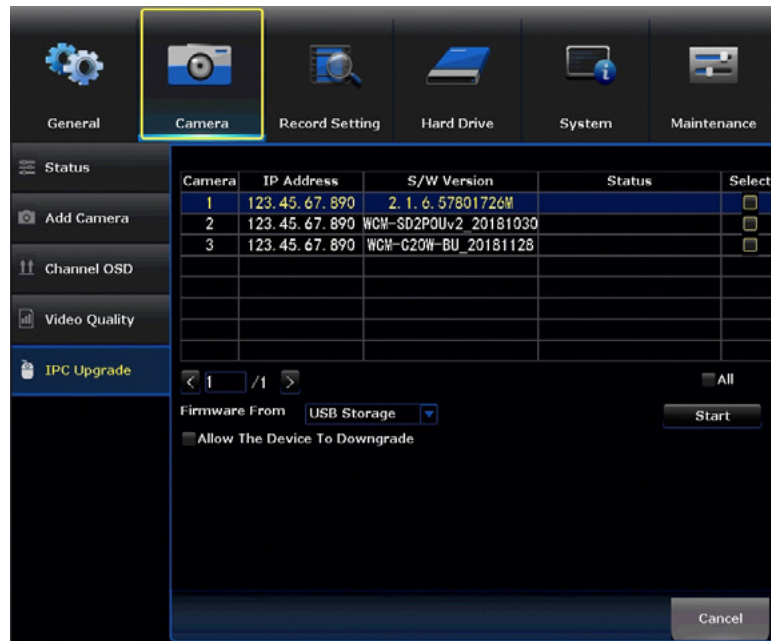 General Camera Record Setting Hard Drive System Maintenance
Status
Add Camera
Channel OSD
Video Quality
IPC Upgrade
Camera IP Address S/W Version Status Select
1 123.45.67.890 2.1.6.57801726M
2 123.45.67.890 WCM-SD2POUv2_20181030
3 123.45.67.890 WCM-G20W-BU_20181128
< 1 /1 > All
Firmware From USB Storage Start
Allow The Device To Downgrade
Cancel